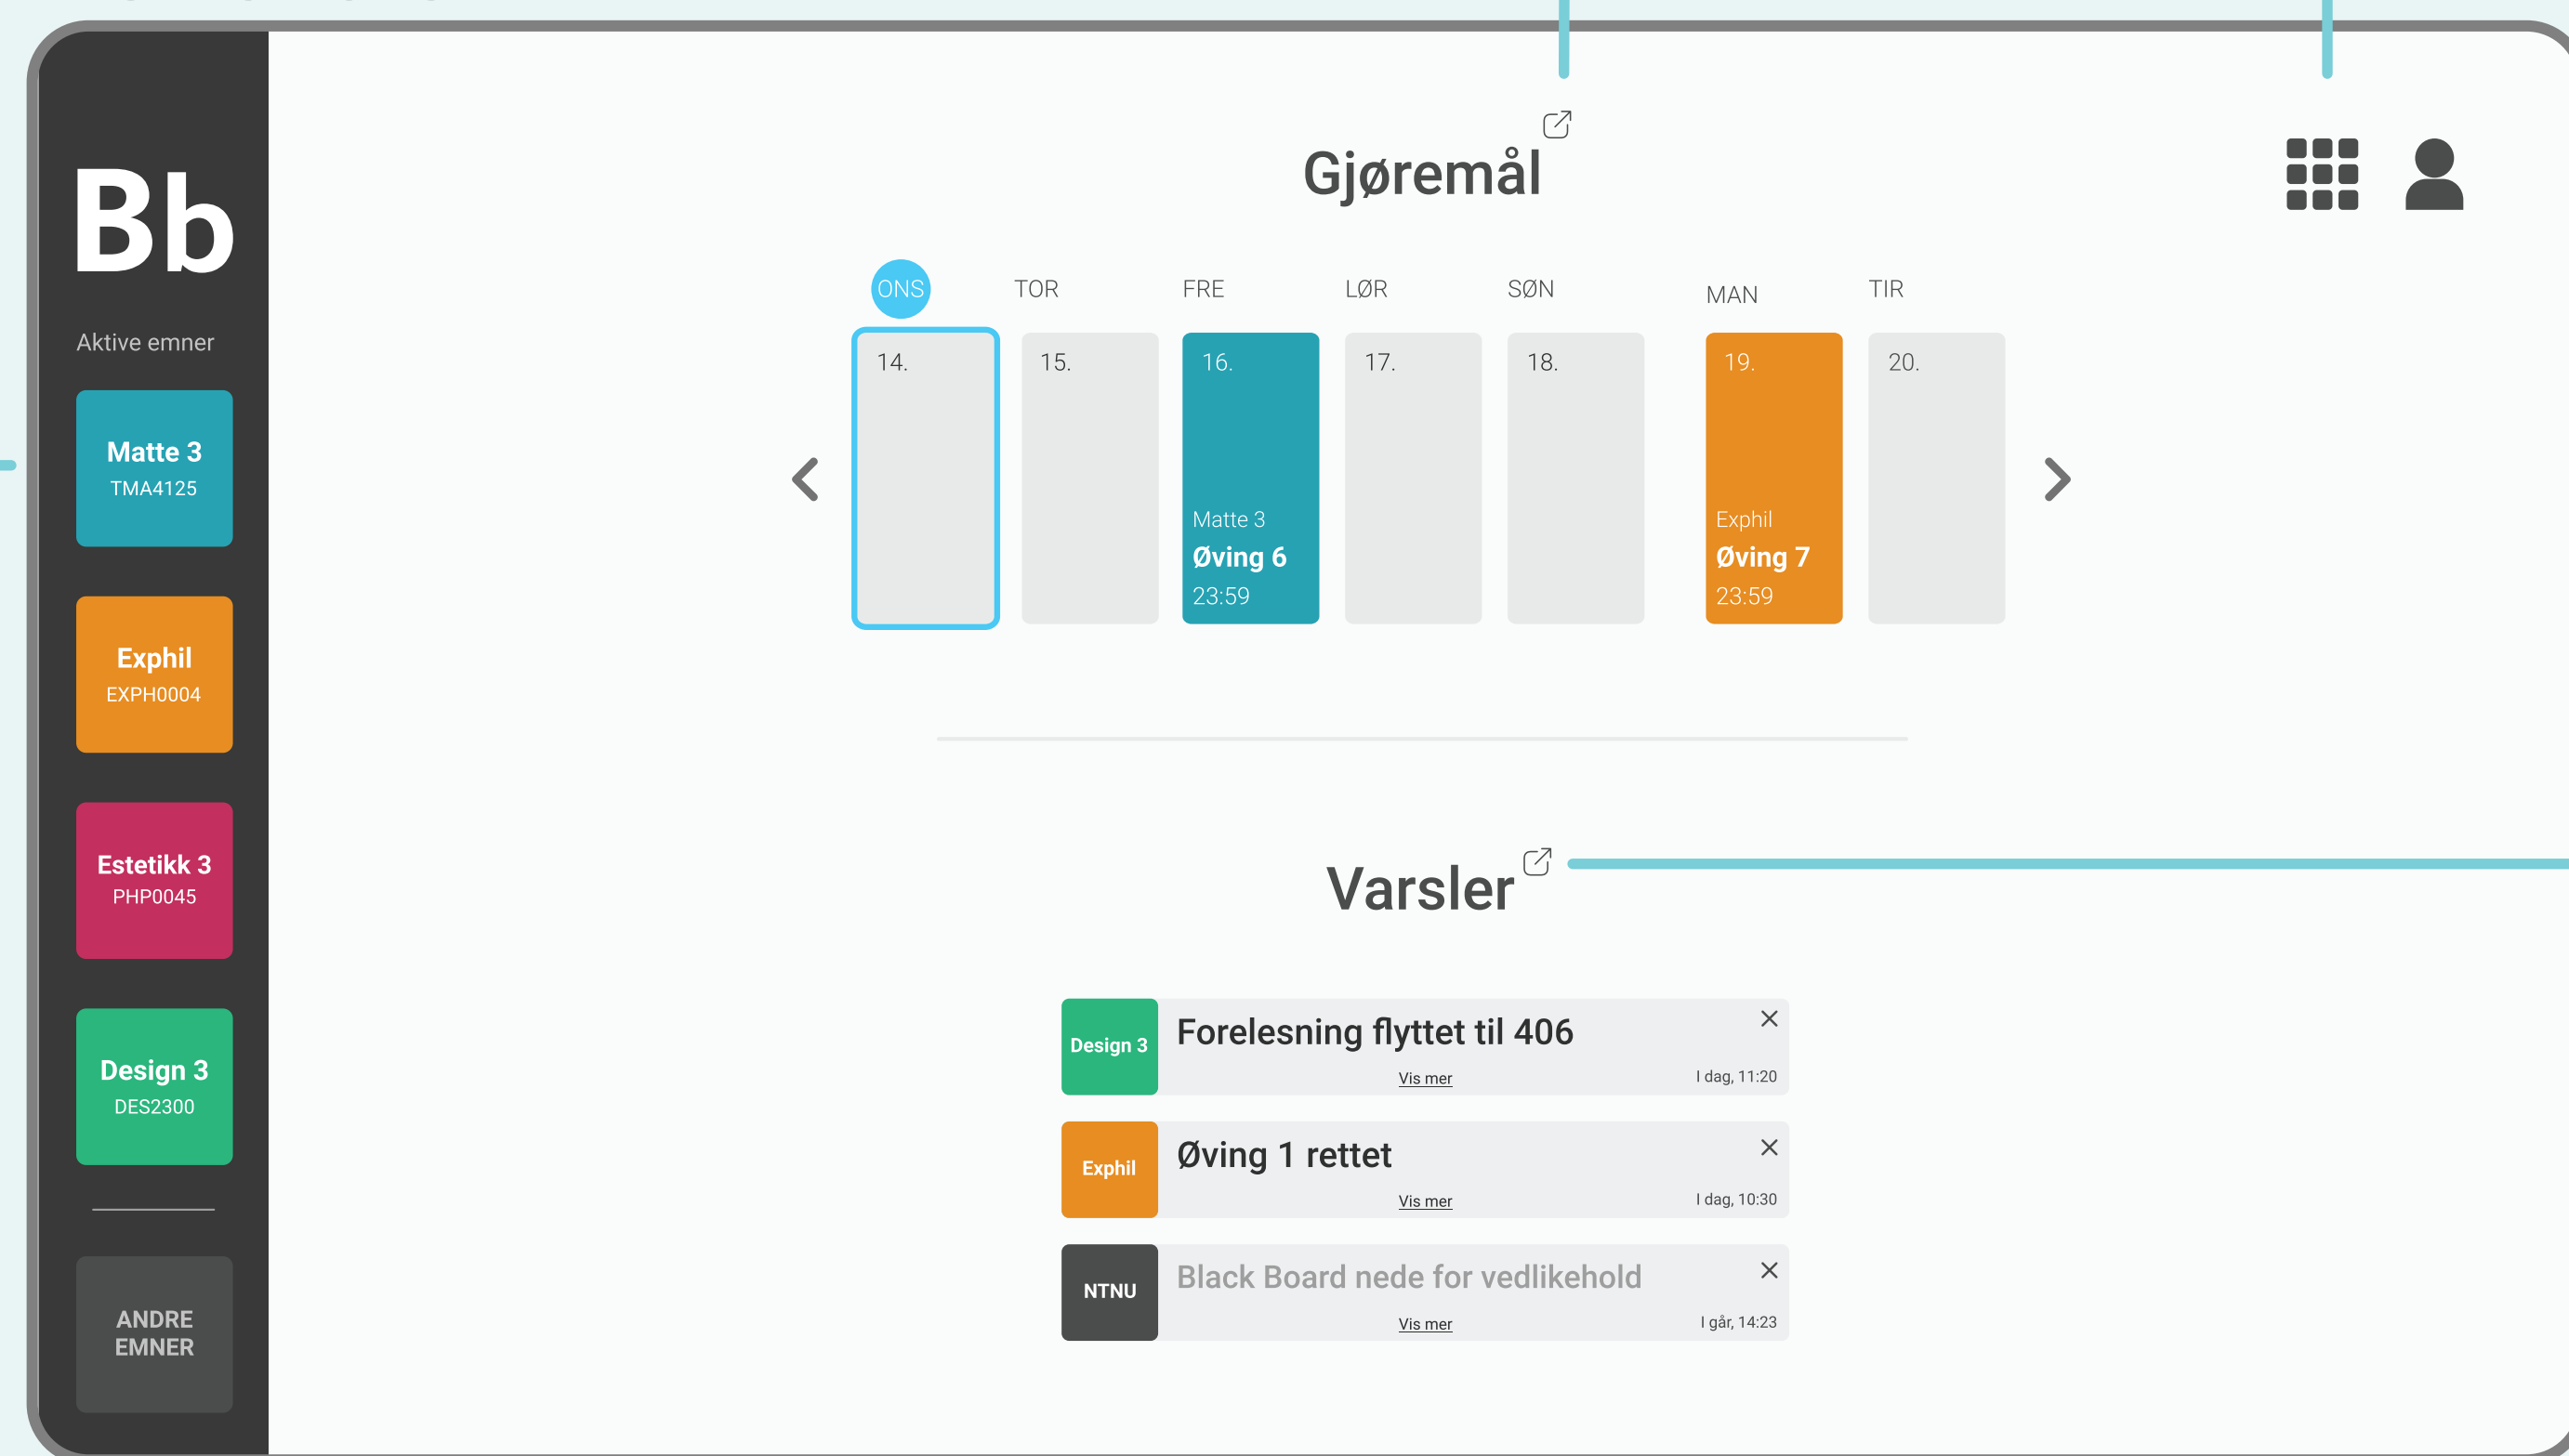 Bb
Aktive emner
Matte 3
TMA4125
Exphil
EXPH0004
Estetikk 3
PHP0045
Design 3
DES2300
ANDRE
EMNER
Gjøremål
ONS TOR FRE LØR SØN MAN TIR
14. 15. 16. 17. 18. 19. 20.
Matte 3
Øving 6
23:59
Exphil
Øving 7
23:59
Varsler
Design 3
Forelesning flyttet til 406
Vis mer
I dag, 11:20
Exphil
Øving 1 rettet
Vis mer
I dag, 10:30
NTNU
Black Board nede for vedlikehold
Vis mer
I går, 14:23